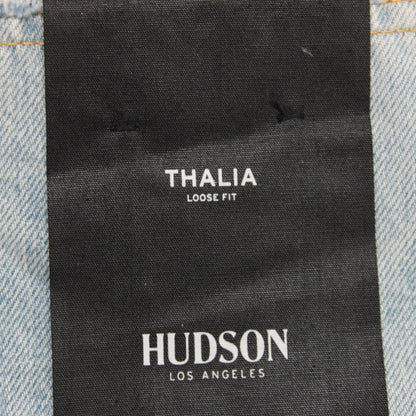 THALIA
LOOSE FIT
HUDSON
LOS ANGELES